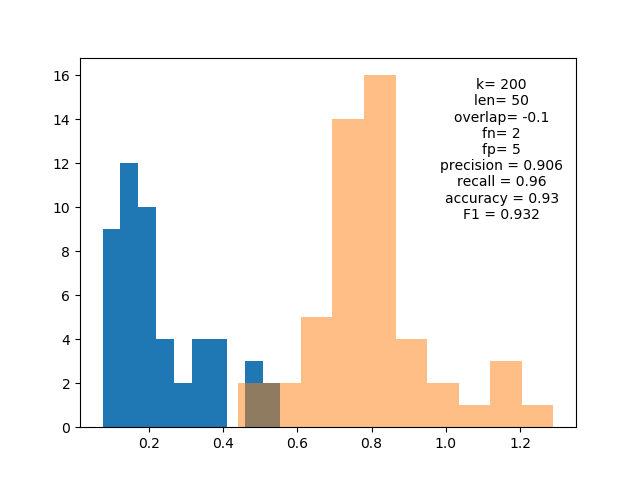 k= 200
len= 50
overlap= -0.1
fn= 2
fp= 5
precision = 0.906
recall = 0.96
accuracy = 0.93
F1 = 0.932
16
14
12
10
8
6
4
2
0
0.2 0.4 0.6 0.8 1.0 1.2